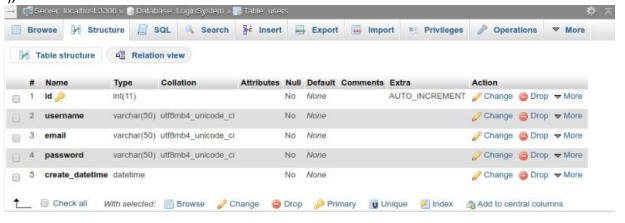 Server: localhost:3306 » Database: LoginSystem » Table: users
Browse Structure SQL Search Insert Export Import Privileges Operations More
Table structure Relation view
# Name Type Collation Attributes Null Default Comments Extra Action
1 id int(11) No None AUTO_INCREMENT Change Drop More
2 username varchar(50) utf8mb4_unicode_ci No None Change Drop More
3 email varchar(50) utf8mb4_unicode_ci No None Change Drop More
4 password varchar(50) utf8mb4_unicode_ci No None Change Drop More
5 create_datetime datetime No None Change Drop More
Check all With selected: Browse Change Drop Primary Unique Index Add to central columns